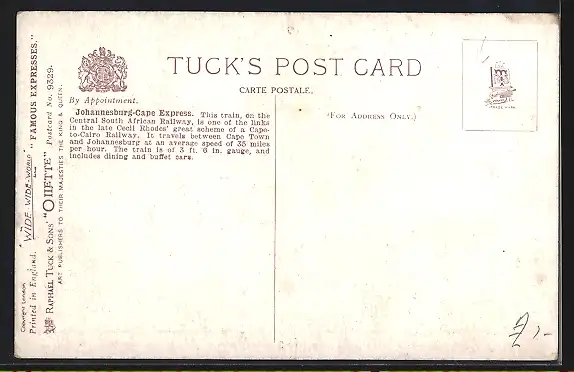 TUCK'S POST CARD
CARTE POSTALE.
(For Address Only.)
By Appointment.
Johannesburg-Cape Express. This train, on the
Central South African Railway, is one of the links
in the late Cecil Rhodes' great scheme of a Cape-
to-Cairo Railway. It travels between Cape Town
and Johannesburg at an average speed of 35 miles
per hour. The train is of 3 ft. 6 in. gauge, and
includes dining and buffet cars.
"WIDE-WIDE-WORLD" "FAMOUS EXPRESSES."
Printed in England.
RAPHAEL TUCK & SONS' "OILETTE" Postcard No. 9329.
ART PUBLISHERS TO THEIR MAJESTIES THE KING & QUEEN.
TRADE MARK